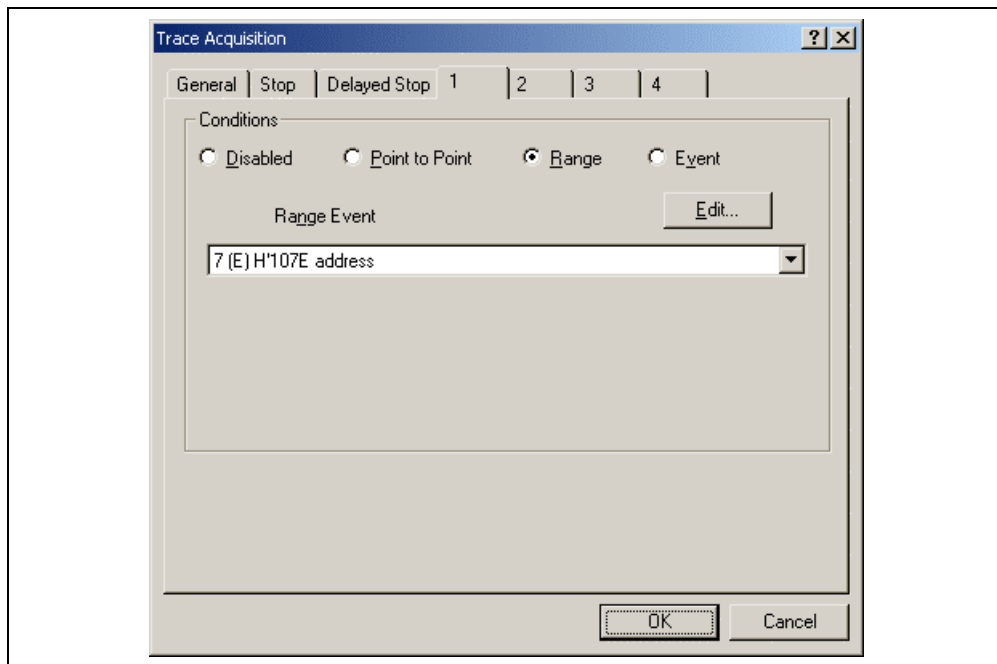 Trace Acquisition
General Stop Delayed Stop 1 2 3 4
Conditions
Disabled Point to Point Range Event
Range Event Edit...
7 (E) H'107E address
OK Cancel